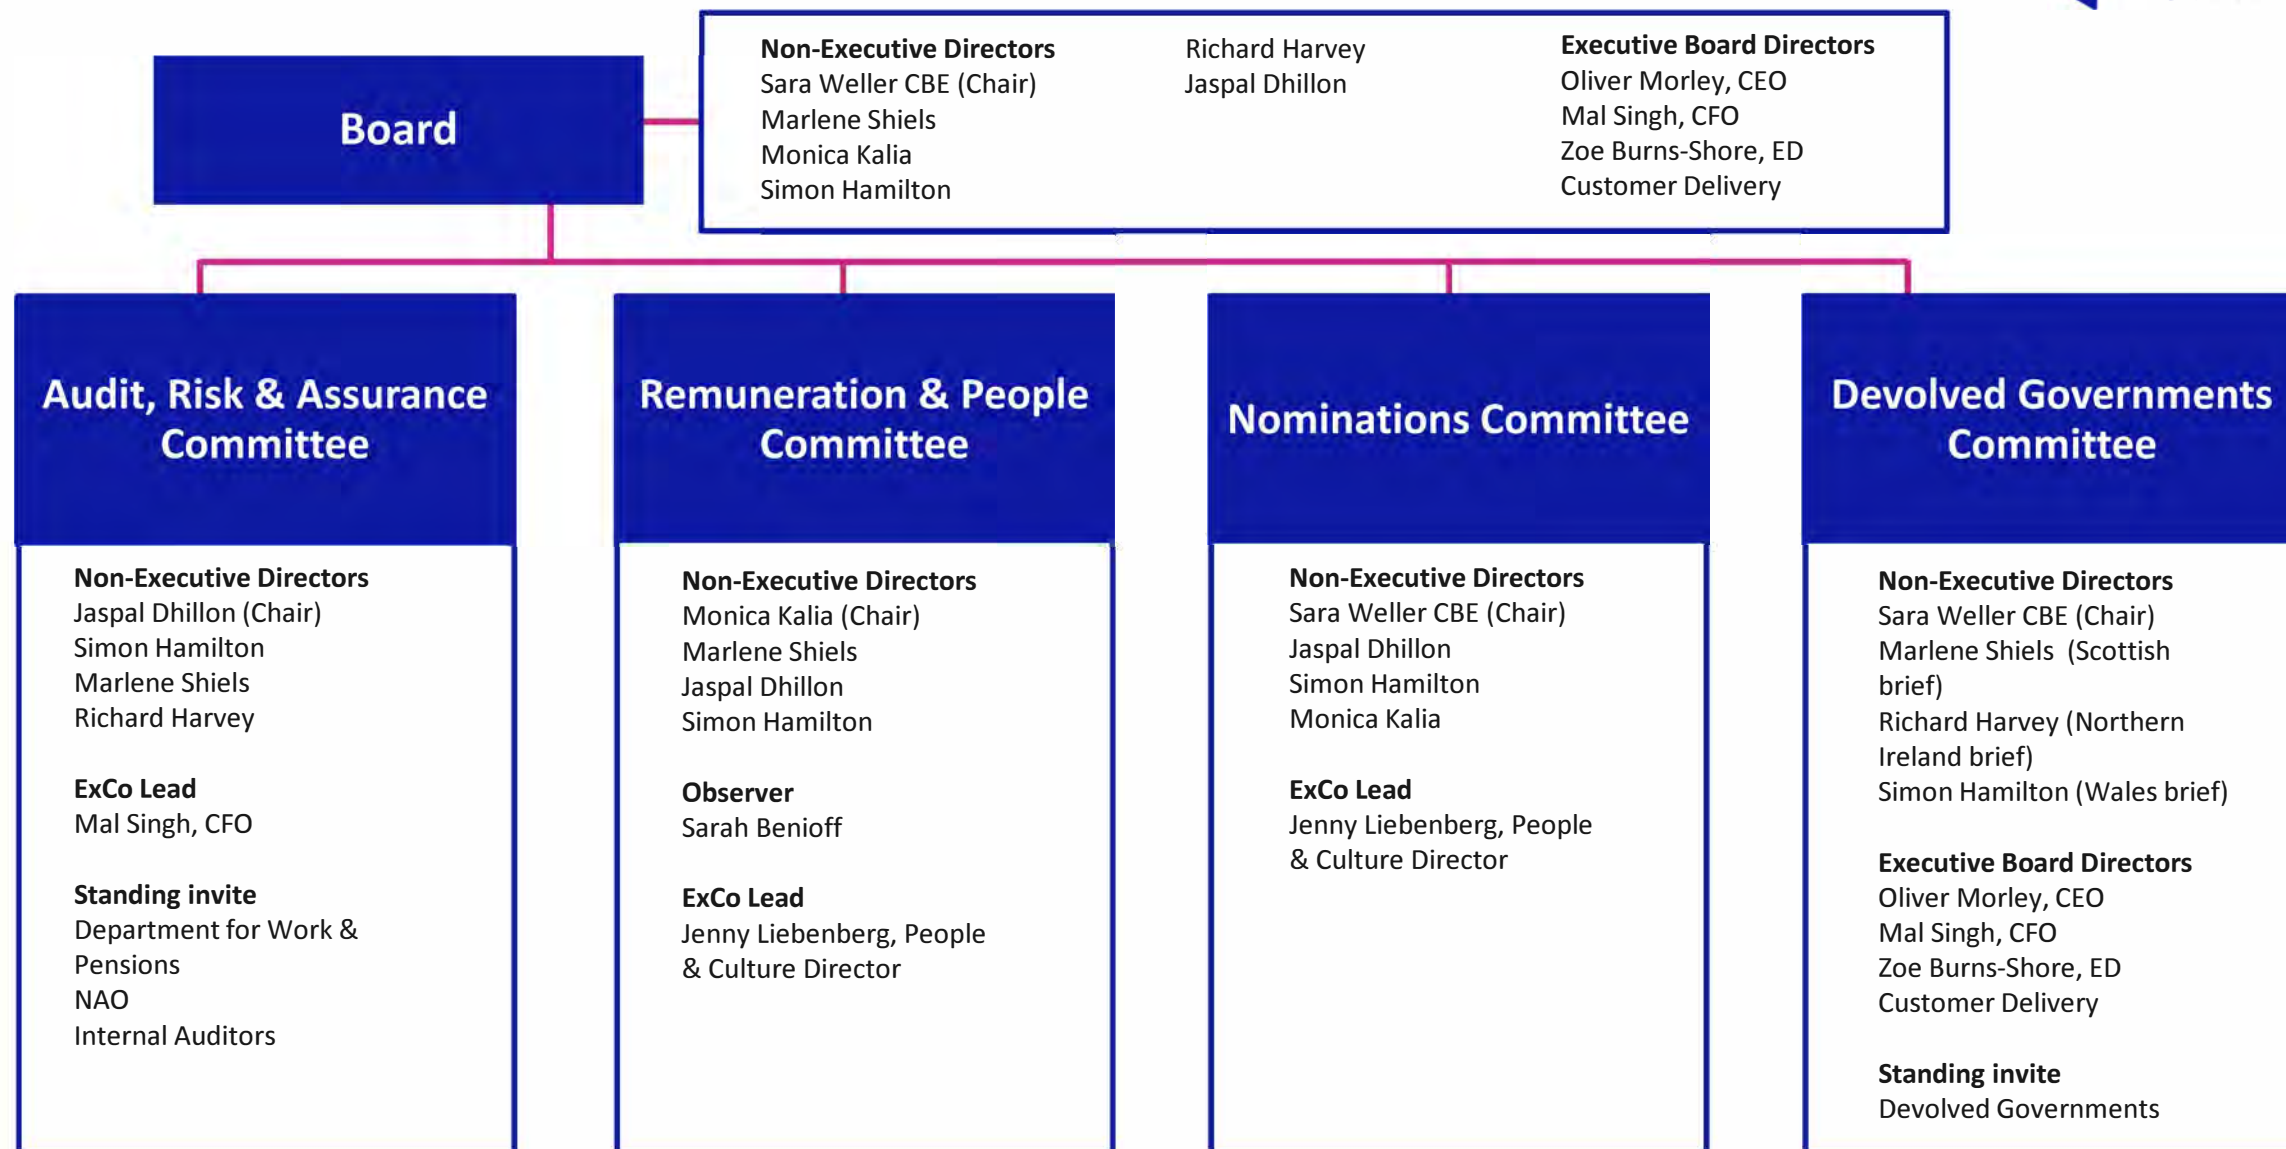 Board
Non-Executive Directors
Sara Weller CBE (Chair)
Marlene Shiels
Monica Kalia
Simon Hamilton
Richard Harvey
Jaspal Dhillon
Executive Board Directors
Oliver Morley, CEO
Mal Singh, CFO
Zoe Burns-Shore, ED
Customer Delivery
Audit, Risk & Assurance
Committee
Non-Executive Directors
Jaspal Dhillon (Chair)
Simon Hamilton
Marlene Shiels
Richard Harvey
ExCo Lead
Mal Singh, CFO
Standing invite
Department for Work &
Pensions
NAO
Internal Auditors
Remuneration & People
Committee
Non-Executive Directors
Monica Kalia (Chair)
Marlene Shiels
Jaspal Dhillon
Simon Hamilton
Observer
Sarah Benioff
ExCo Lead
Jenny Liebenberg, People
& Culture Director
Nominations Committee
Non-Executive Directors
Sara Weller CBE (Chair)
Jaspal Dhillon
Simon Hamilton
Monica Kalia
ExCo Lead
Jenny Liebenberg, People
& Culture Director
Devolved Governments
Committee
Non-Executive Directors
Sara Weller CBE (Chair)
Marlene Shiels (Scottish
brief)
Richard Harvey (Northern
Ireland brief)
Simon Hamilton (Wales brief)
Executive Board Directors
Oliver Morley, CEO
Mal Singh, CFO
Zoe Burns-Shore, ED
Customer Delivery
Standing invite
Devolved Governments